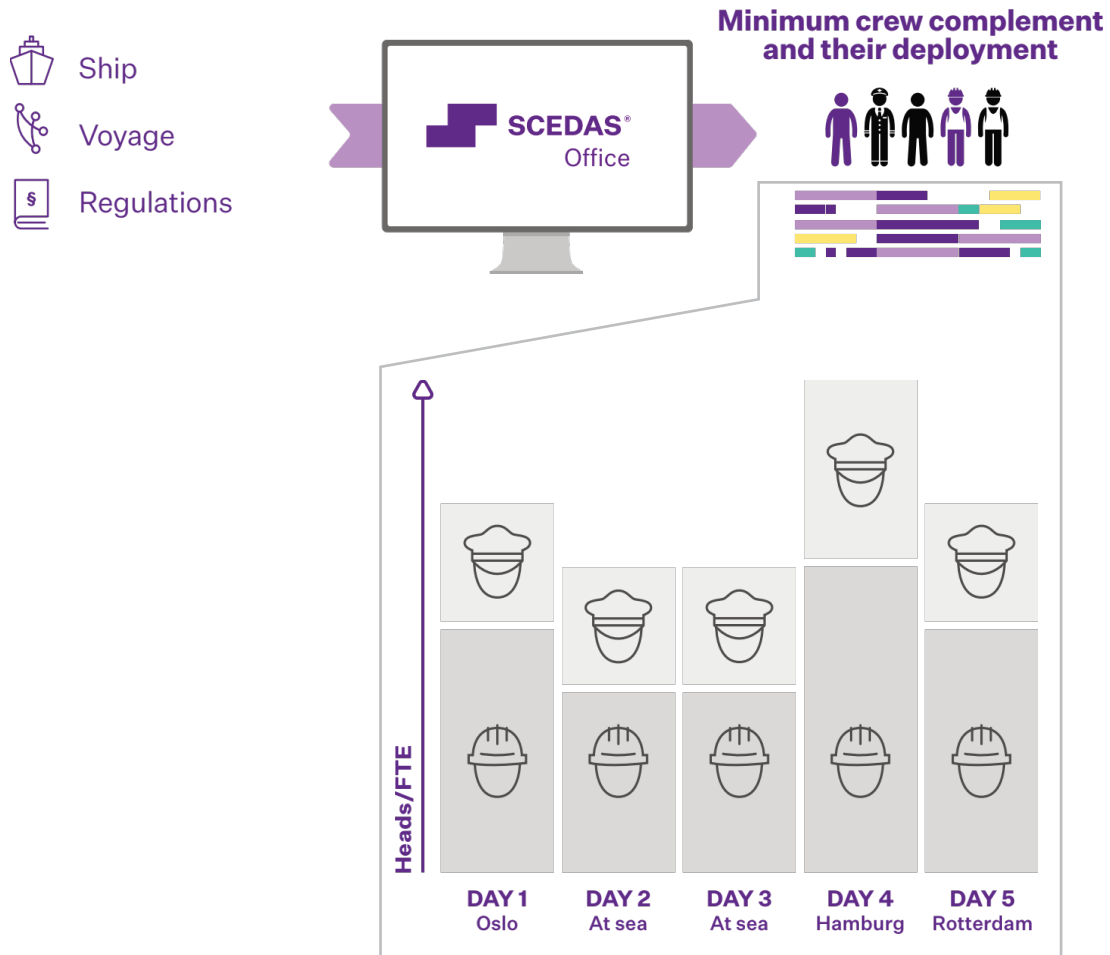 Ship
Voyage
§
Regulations
SCEDAS®
Office
Minimum crew complement
and their deployment
Heads/FTE
DAY 1
Oslo
DAY 2
At sea
DAY 3
At sea
DAY 4
Hamburg
DAY 5
Rotterdam